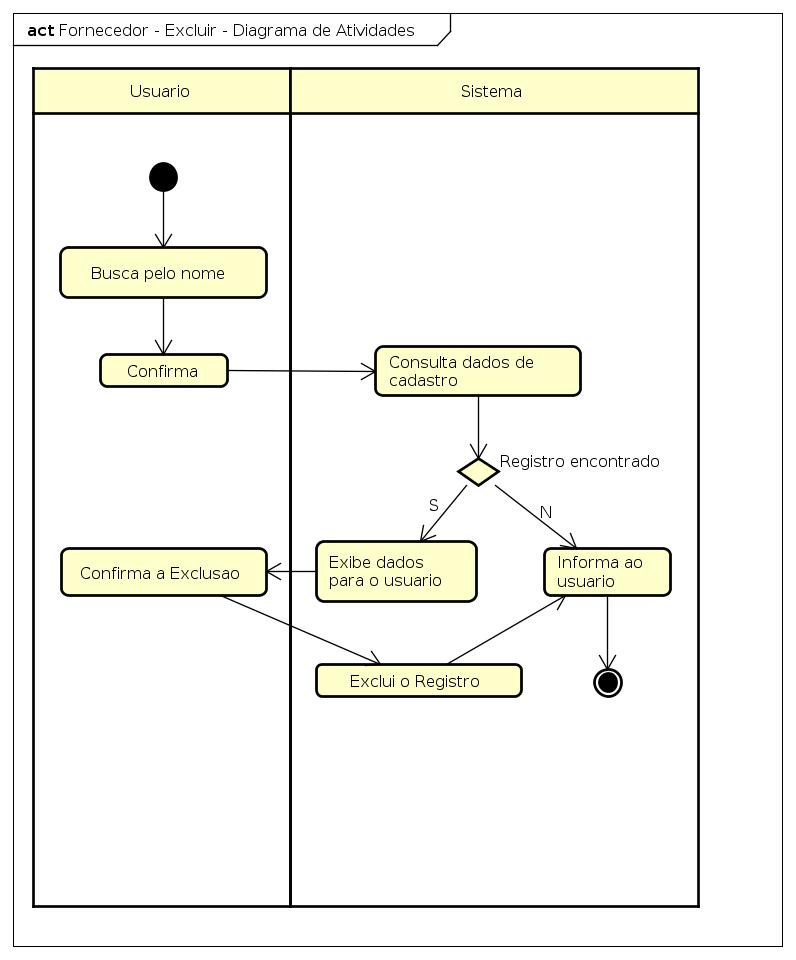 act Fornecedor - Excluir - Diagrama de Atividades
Usuario
Sistema
Busca pelo nome
Confirma
Consulta dados de
cadastro
Registro encontrado
S
N
Confirma a Exclusao
Exibe dados
para o usuario
Informa ao
usuario
Exclui o Registro